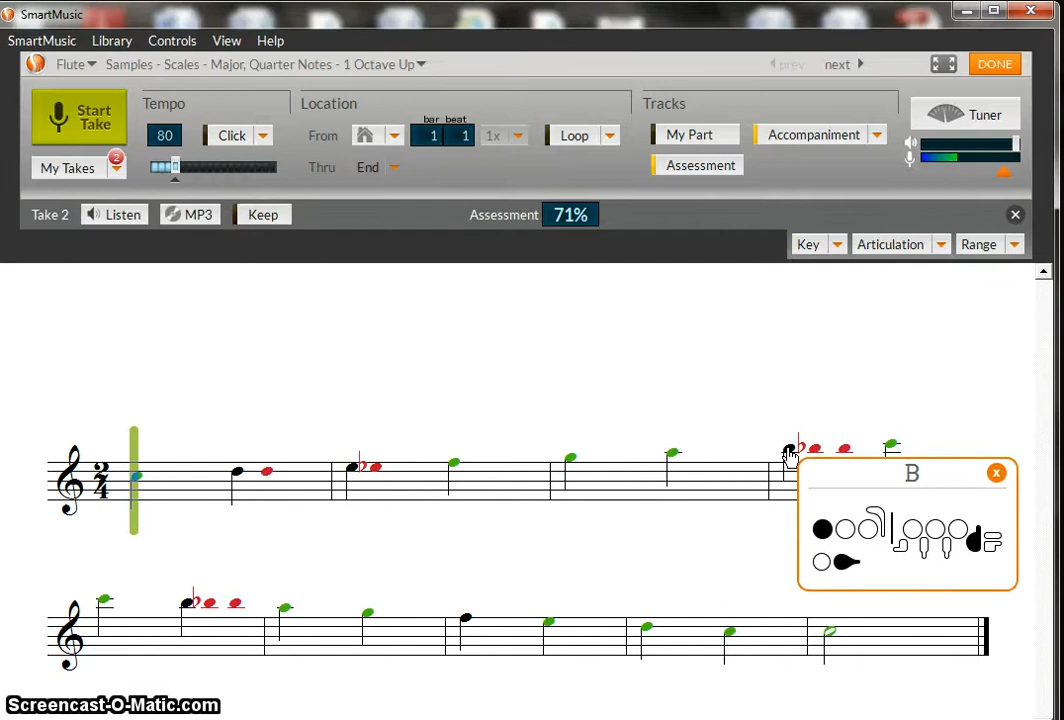 SmartMusic
SmartMusic Library Controls View Help
Flute Samples - Scales - Major, Quarter Notes - 1 Octave Up prev next DONE
Start Take
Tempo
80 Click
Location
bar beat
From 1 1 1x Loop
Thru End
Tracks
My Part Accompaniment
Assessment
Tuner
My Takes 2
Take 2 Listen MP3 Keep Assessment 71%
Key Articulation Range
2
4
B
x
Screencast-O-Matic.com